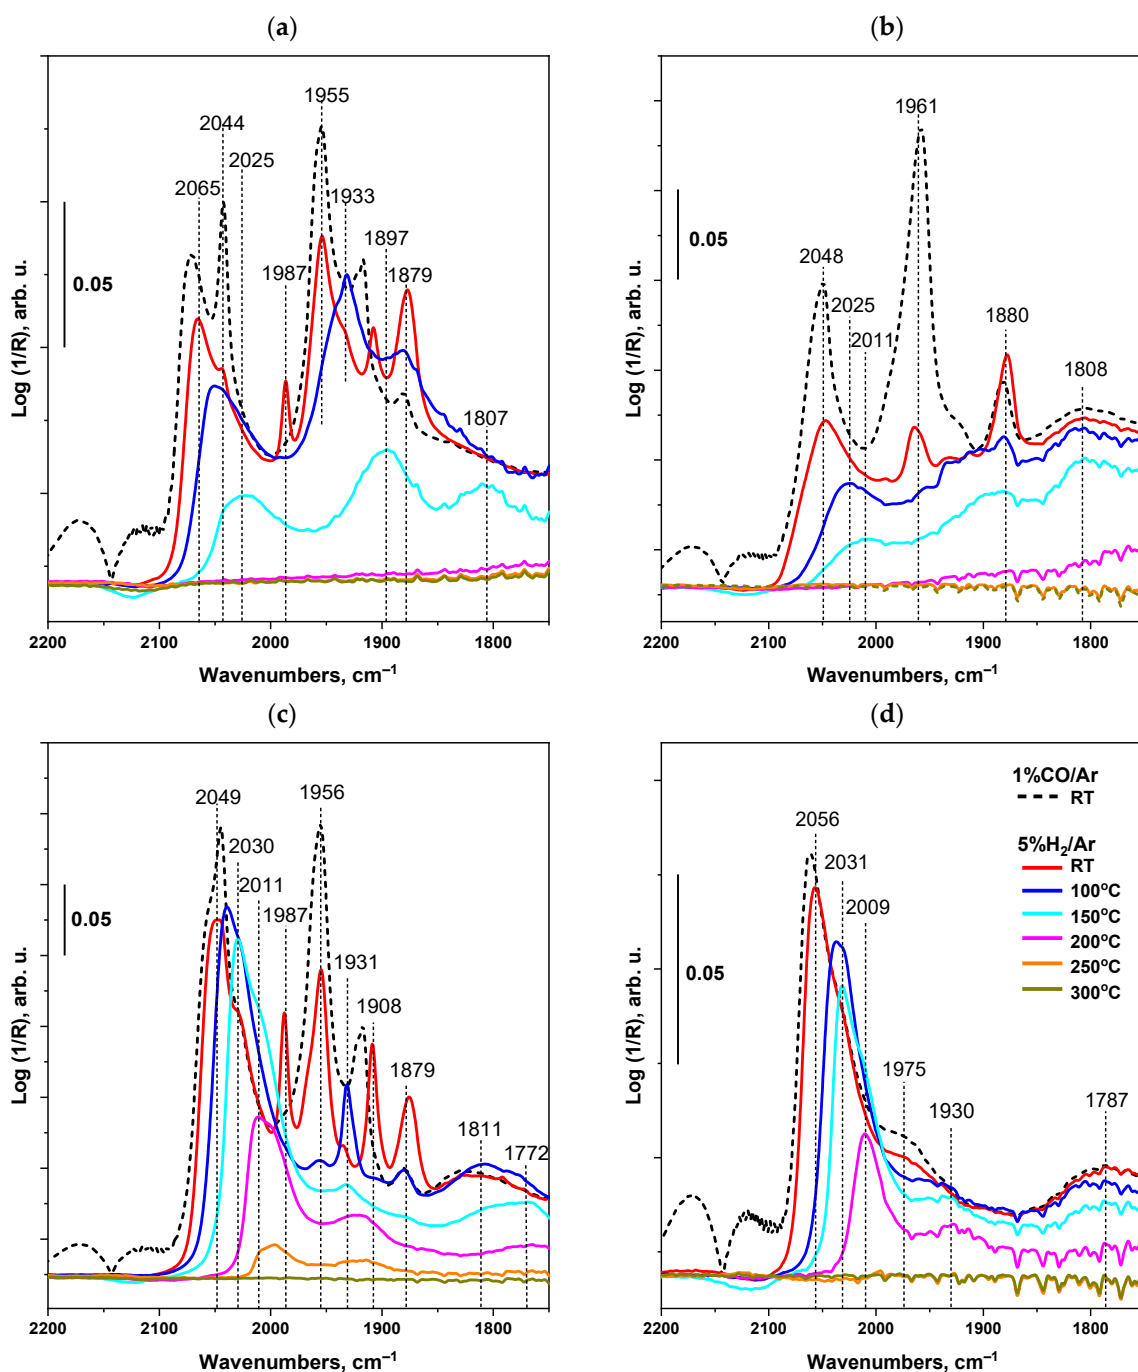 (a)
1955
2044
2025
2065
1933
1897
1987
1879
0.05
1807
Log (1/R), arb. u.
2200 2100 2000 1900 1800
Wavenumbers, cm⁻¹
(b)
1961
0.05
2048
2025
2011
1880
1808
Log (1/R), arb. u.
2200 2100 2000 1900 1800
Wavenumbers, cm⁻¹
(c)
2049
1956
2030
2011
1987
0.05
1931
1908
1879
1811
1772
Log (1/R), arb. u.
2200 2100 2000 1900 1800
Wavenumbers, cm⁻¹
(d)
1%CO/Ar
RT
5%H₂/Ar
RT
100°C
150°C
200°C
250°C
300°C
2056
2031
2009
0.05
1975
1930
1787
Log (1/R), arb. u.
2200 2100 2000 1900 1800
Wavenumbers, cm⁻¹